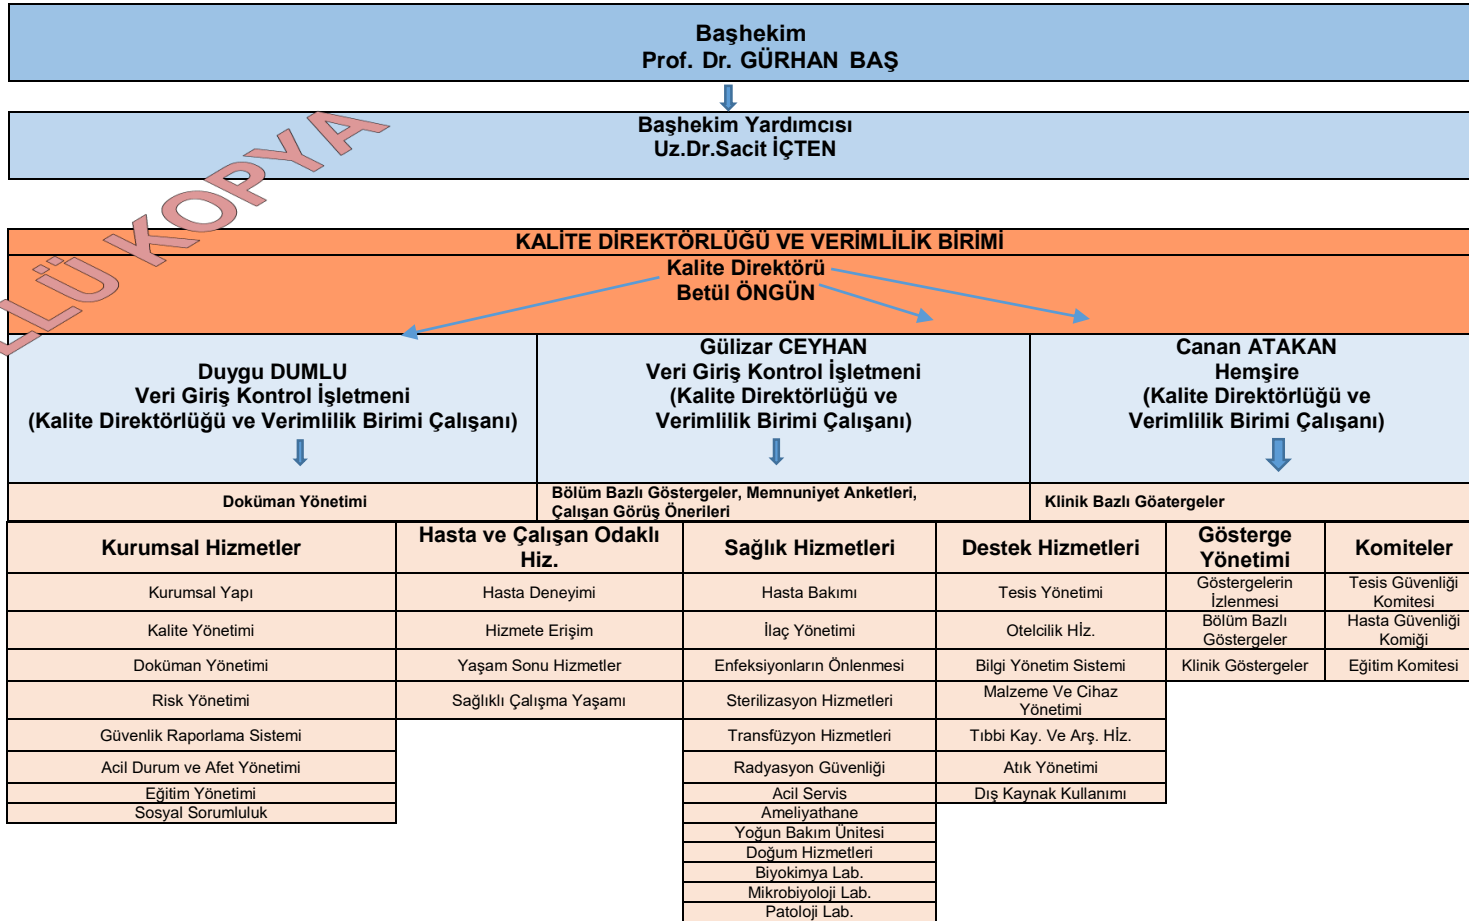 Başhekim
Prof. Dr. GÜRHAN BAŞ
Başhekim Yardımcısı
Uz.Dr.Sacit İÇTEN
LLÜ KOPYA
KALİTE DİREKTÖRLÜĞÜ VE VERİMLİLİK BİRİMİ
Kalite Direktörü
Betül ÖNGÜN
Duygu DUMLU
Veri Giriş Kontrol İşletmeni
(Kalite Direktörlüğü ve Verimlilik Birimi Çalışanı)
Gülizar CEYHAN
Veri Giriş Kontrol İşletmeni
(Kalite Direktörlüğü ve
Verimlilik Birimi Çalışanı)
Canan ATAKAN
Hemşire
(Kalite Direktörlüğü ve
Verimlilik Birimi Çalışanı)
Doküman Yönetimi
Bölüm Bazlı Göstergeler, Memnuniyet Anketleri,
Çalışan Görüş Önerileri
Klinik Bazlı Göatergeler
Kurumsal Hizmetler
Kurumsal Yapı
Kalite Yönetimi
Doküman Yönetimi
Risk Yönetimi
Güvenlik Raporlama Sistemi
Acil Durum ve Afet Yönetimi
Eğitim Yönetimi
Sosyal Sorumluluk
Hasta ve Çalışan Odaklı
Hiz.
Hasta Deneyimi
Hizmete Erişim
Yaşam Sonu Hizmetler
Sağlıklı Çalışma Yaşamı
Sağlık Hizmetleri
Hasta Bakımı
İlaç Yönetimi
Enfeksiyonların Önlenmesi
Sterilizasyon Hizmetleri
Transfüzyon Hizmetleri
Radyasyon Güvenliği
Acil Servis
Ameliyathane
Yoğun Bakım Ünitesi
Doğum Hizmetleri
Biyokimya Lab.
Mikrobiyoloji Lab.
Patoloji Lab.
Destek Hizmetleri
Tesis Yönetimi
Otelcilik Hİz.
Bilgi Yönetim Sistemi
Malzeme Ve Cihaz
Yönetimi
Tıbbi Kay. Ve Arş. Hİz.
Atık Yönetimi
Dış Kaynak Kullanımı
Gösterge
Yönetimi
Göstergelerin
İzlenmesi
Bölüm Bazlı
Göstergeler
Klinik Göstergeler
Komiteler
Tesis Güvenliği
Komitesi
Hasta Güvenliği
Komiği
Eğitim Komitesi